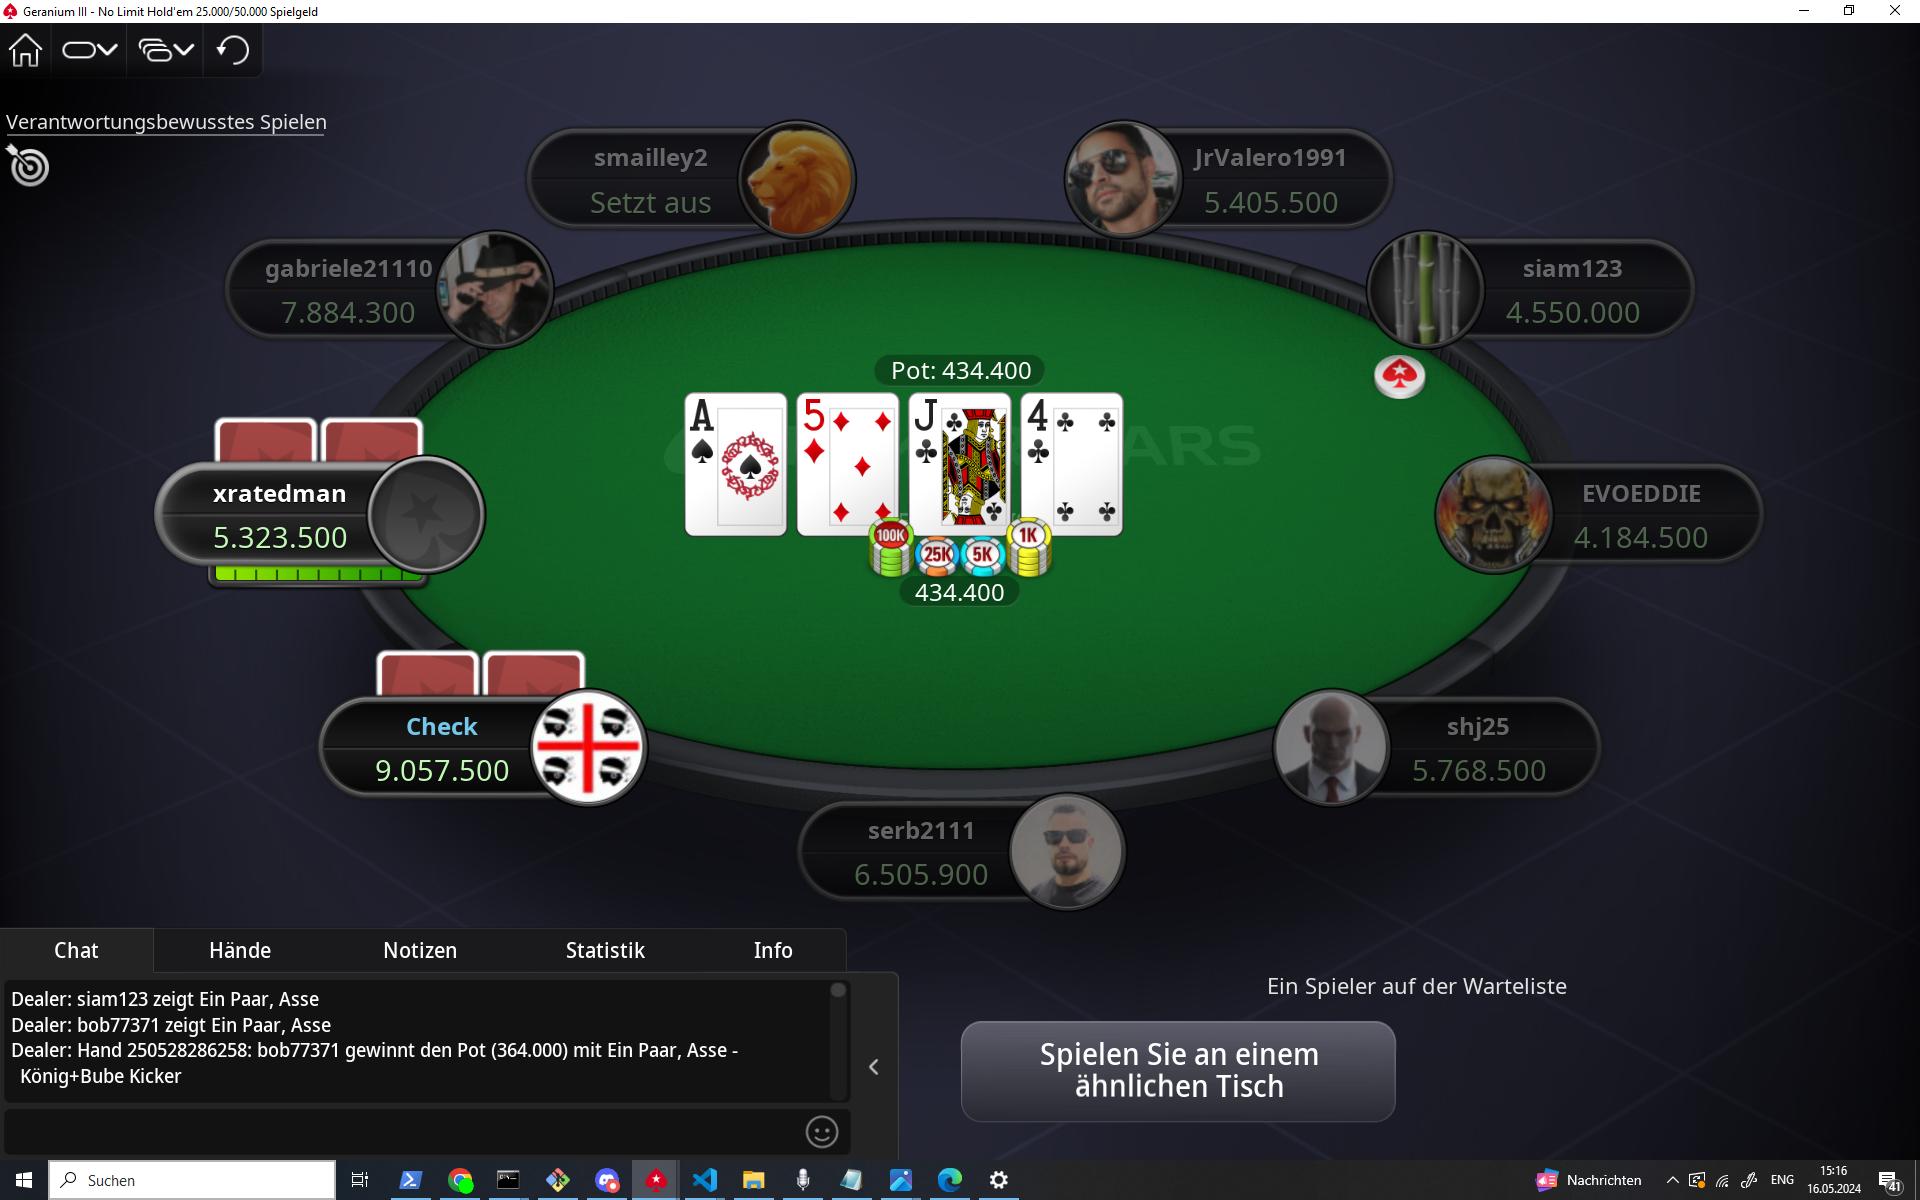 Geranium III - No Limit Hold'em 25.000/50.000 Spielgeld
Verantwortungsbewusstes Spielen
smailley2
Setzt aus
JrValero1991
5.405.500
gabriele21110
7.884.300
siam123
4.550.000
Pot: 434.400
A
5
J
4
ARS
xratedman
5.323.500
EVOEDDIE
4.184.500
100K
25K
5K
1K
434.400
Check
9.057.500
shj25
5.768.500
serb2111
6.505.900
Chat Hände Notizen Statistik Info
Dealer: siam123 zeigt Ein Paar, Asse
Dealer: bob77371 zeigt Ein Paar, Asse
Dealer: Hand 250528286258: bob77371 gewinnt den Pot (364.000) mit Ein Paar, Asse -
König+Bube Kicker
Ein Spieler auf der Warteliste
Spielen Sie an einem
ähnlichen Tisch
Suchen
Nachrichten
ENG
15:16
16.05.2024
41